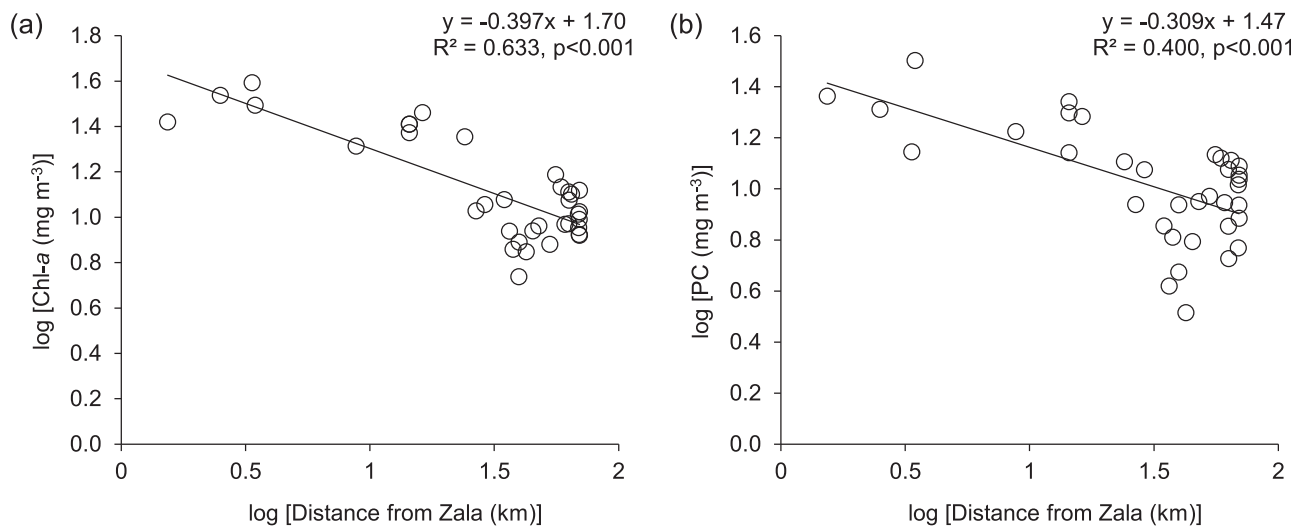 (a)
y = -0.397x + 1.70
R² = 0.633, p<0.001
1.8
1.6
1.4
1.2
1.0
0.8
0.6
0.4
0.2
0.0
log [Chl-a (mg m⁻³)]
0 0.5 1 1.5 2
log [Distance from Zala (km)]
(b)
y = -0.309x + 1.47
R² = 0.400, p<0.001
1.6
1.4
1.2
1.0
0.8
0.6
0.4
0.2
0.0
log [PC (mg m⁻³)]
0 0.5 1 1.5 2
log [Distance from Zala (km)]